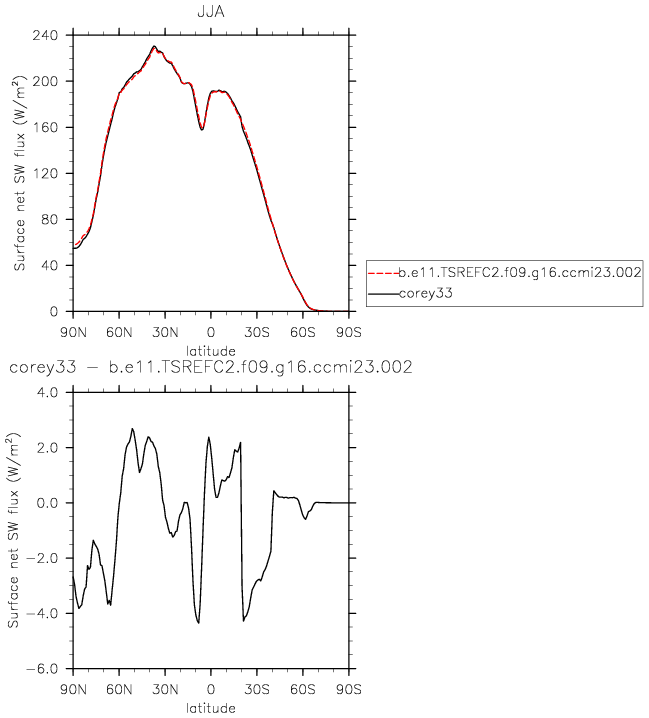 JJA
Surface net SW flux (W/m²)
240
200
160
120
80
40
0
90N 60N 30N 0 30S 60S 90S
latitude
b.e11.TSREFC2.f09.g16.ccmi23.002
corey33
corey33 − b.e11.TSREFC2.f09.g16.ccmi23.002
Surface net SW flux (W/m²)
4.0
2.0
0.0
−2.0
−4.0
−6.0
90N 60N 30N 0 30S 60S 90S
latitude